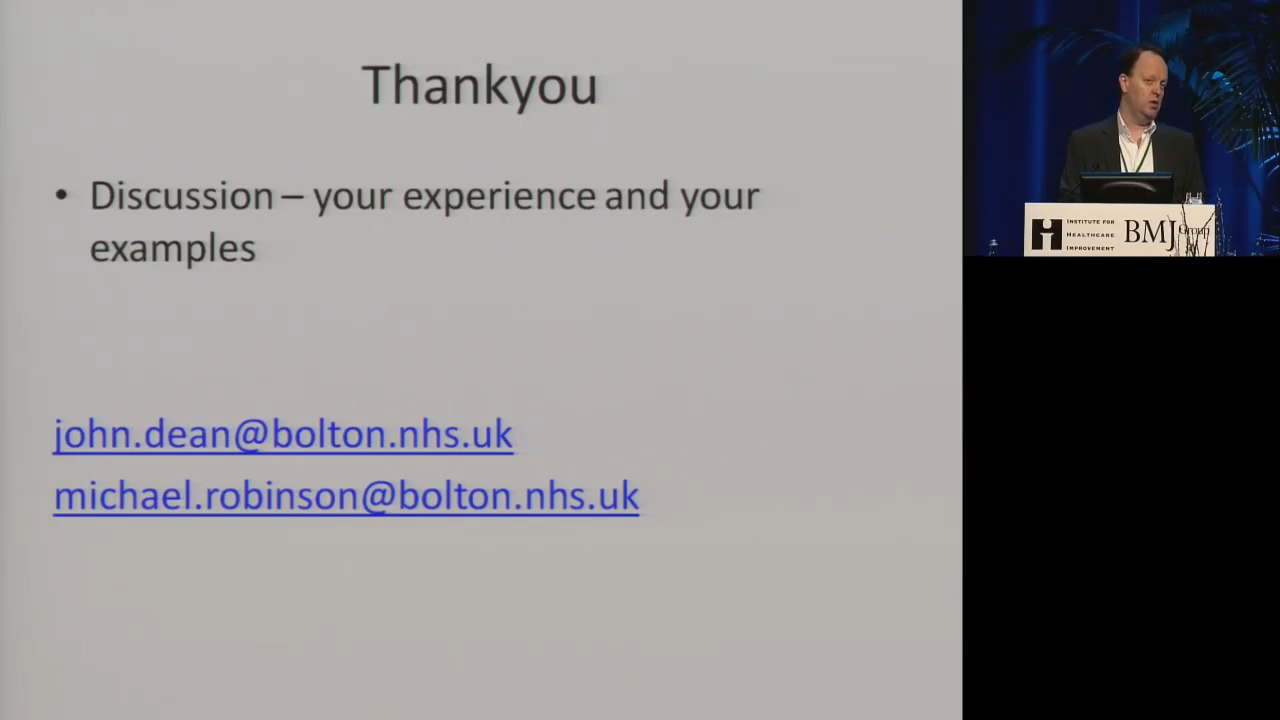 Thankyou
• Discussion – your experience and your
examples
john.dean@bolton.nhs.uk
michael.robinson@bolton.nhs.uk
INSTITUTE FOR
HEALTHCARE
IMPROVEMENT
BMJ Group